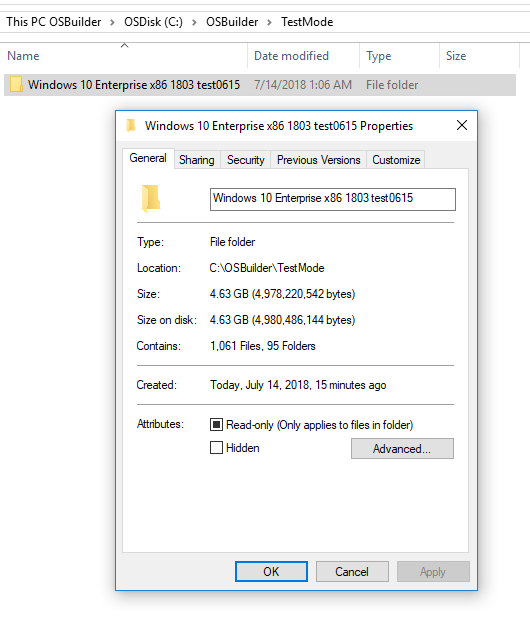 This PC OSBuilder > OSDisk (C:) > OSBuilder > TestMode
Name Date modified Type Size
Windows 10 Enterprise x86 1803 test0615 7/14/2018 1:06 AM File folder
Windows 10 Enterprise x86 1803 test0615 Properties
General Sharing Security Previous Versions Customize
Windows 10 Enterprise x86 1803 test0615
Type: File folder
Location: C:\OSBuilder\TestMode
Size: 4.63 GB (4,978,220,542 bytes)
Size on disk: 4.63 GB (4,980,486,144 bytes)
Contains: 1,061 Files, 95 Folders
Created: Today, July 14, 2018, 15 minutes ago
Attributes: Read-only (Only applies to files in folder)
Hidden Advanced...
OK Cancel Apply